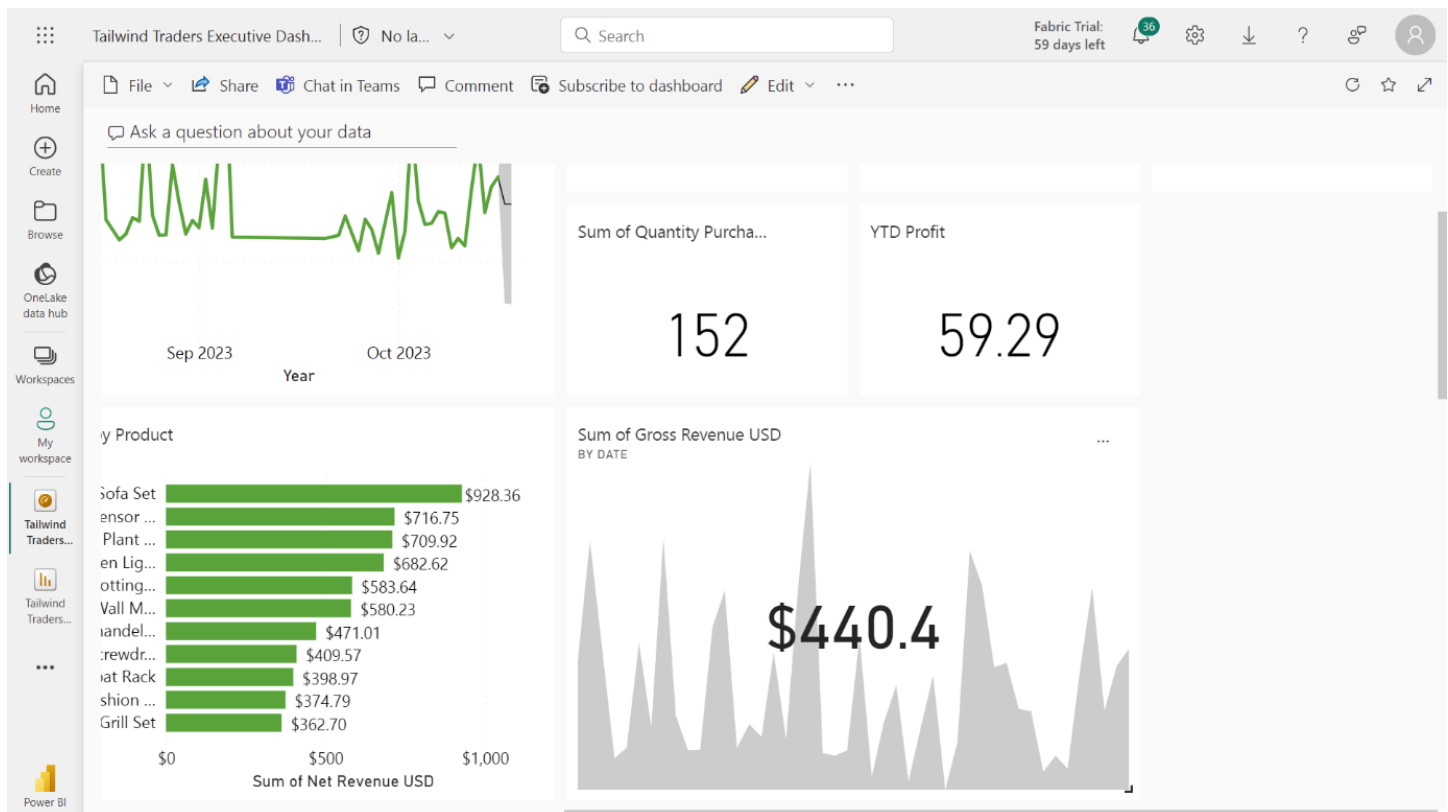 Tailwind Traders Executive Dash...
No la...
Search
Fabric Trial:
59 days left
36
File
Share
Chat in Teams
Comment
Subscribe to dashboard
Edit
...
Home
Create
Browse
OneLake
data hub
Workspaces
My
workspace
Tailwind
Traders...
Tailwind
Traders...
Power BI
Ask a question about your data
Sep 2023
Oct 2023
Year
Sum of Quantity Purcha...
152
YTD Profit
59.29
by Product
Sofa Set $928.36
ensor ... $716.75
Plant ... $709.92
en Lig... $682.62
otting... $583.64
Wall M... $580.23
andel... $471.01
crewdr... $409.57
oat Rack $398.97
shion ... $374.79
Grill Set $362.70
$0 $500 $1,000
Sum of Net Revenue USD
Sum of Gross Revenue USD
BY DATE
...
$440.4